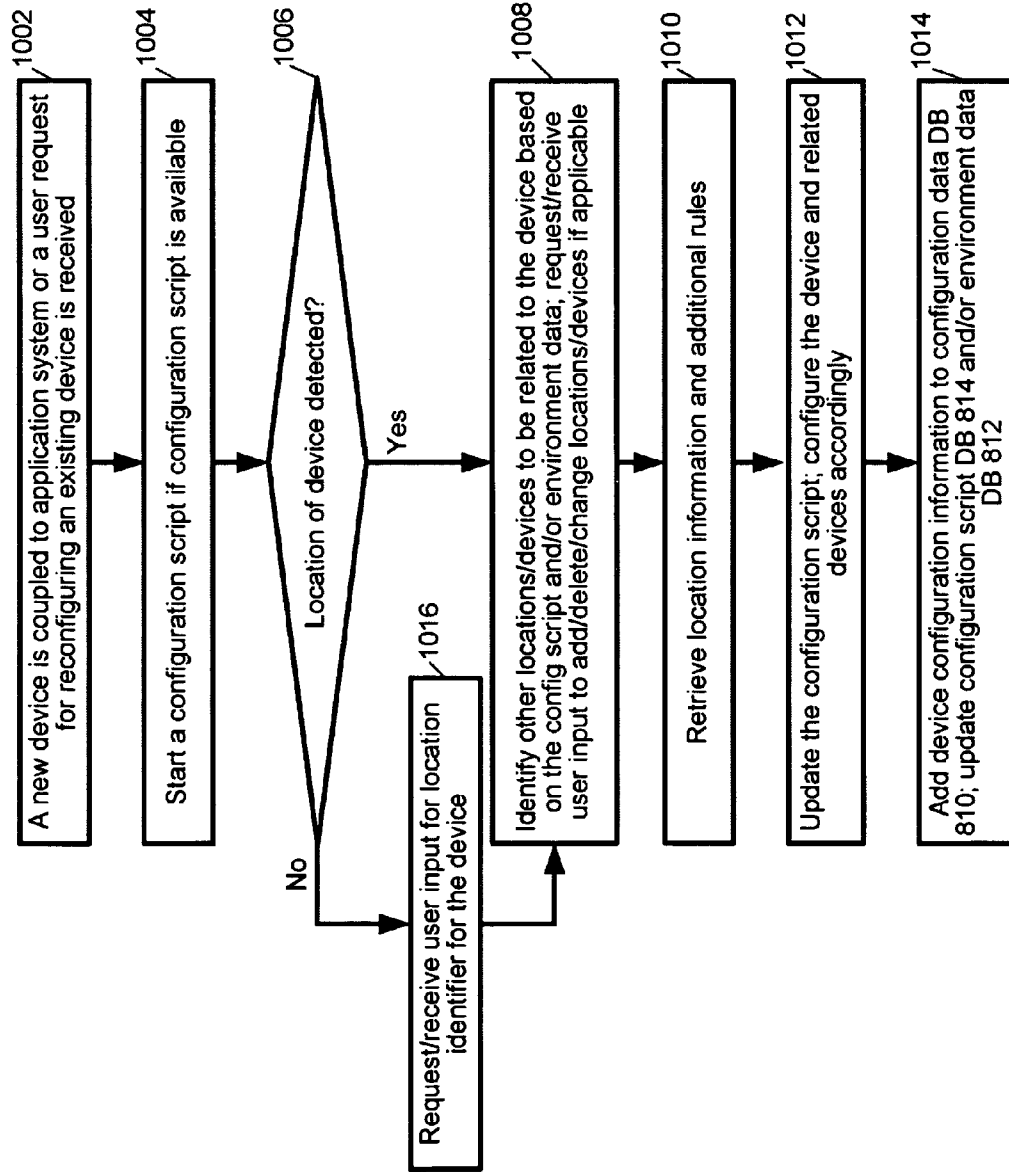 1002
A new device is coupled to application system or a user request
for reconfiguring an existing device is received
1004
Start a configuration script if configuration script is available
1006
Location of device detected?
No
Yes
1016
Request/receive user input for location
identifier for the device
1008
Identify other locations/devices to be related to the device based
on the config script and/or environment data; request/receive
user input to add/delete/change locations/devices if applicable
1010
Retrieve location information and additional rules
1012
Update the configuration script; configure the device and related
devices accordingly
1014
Add device configuration information to configuration data DB
810; update configuration script DB 814 and/or environment data
DB 812